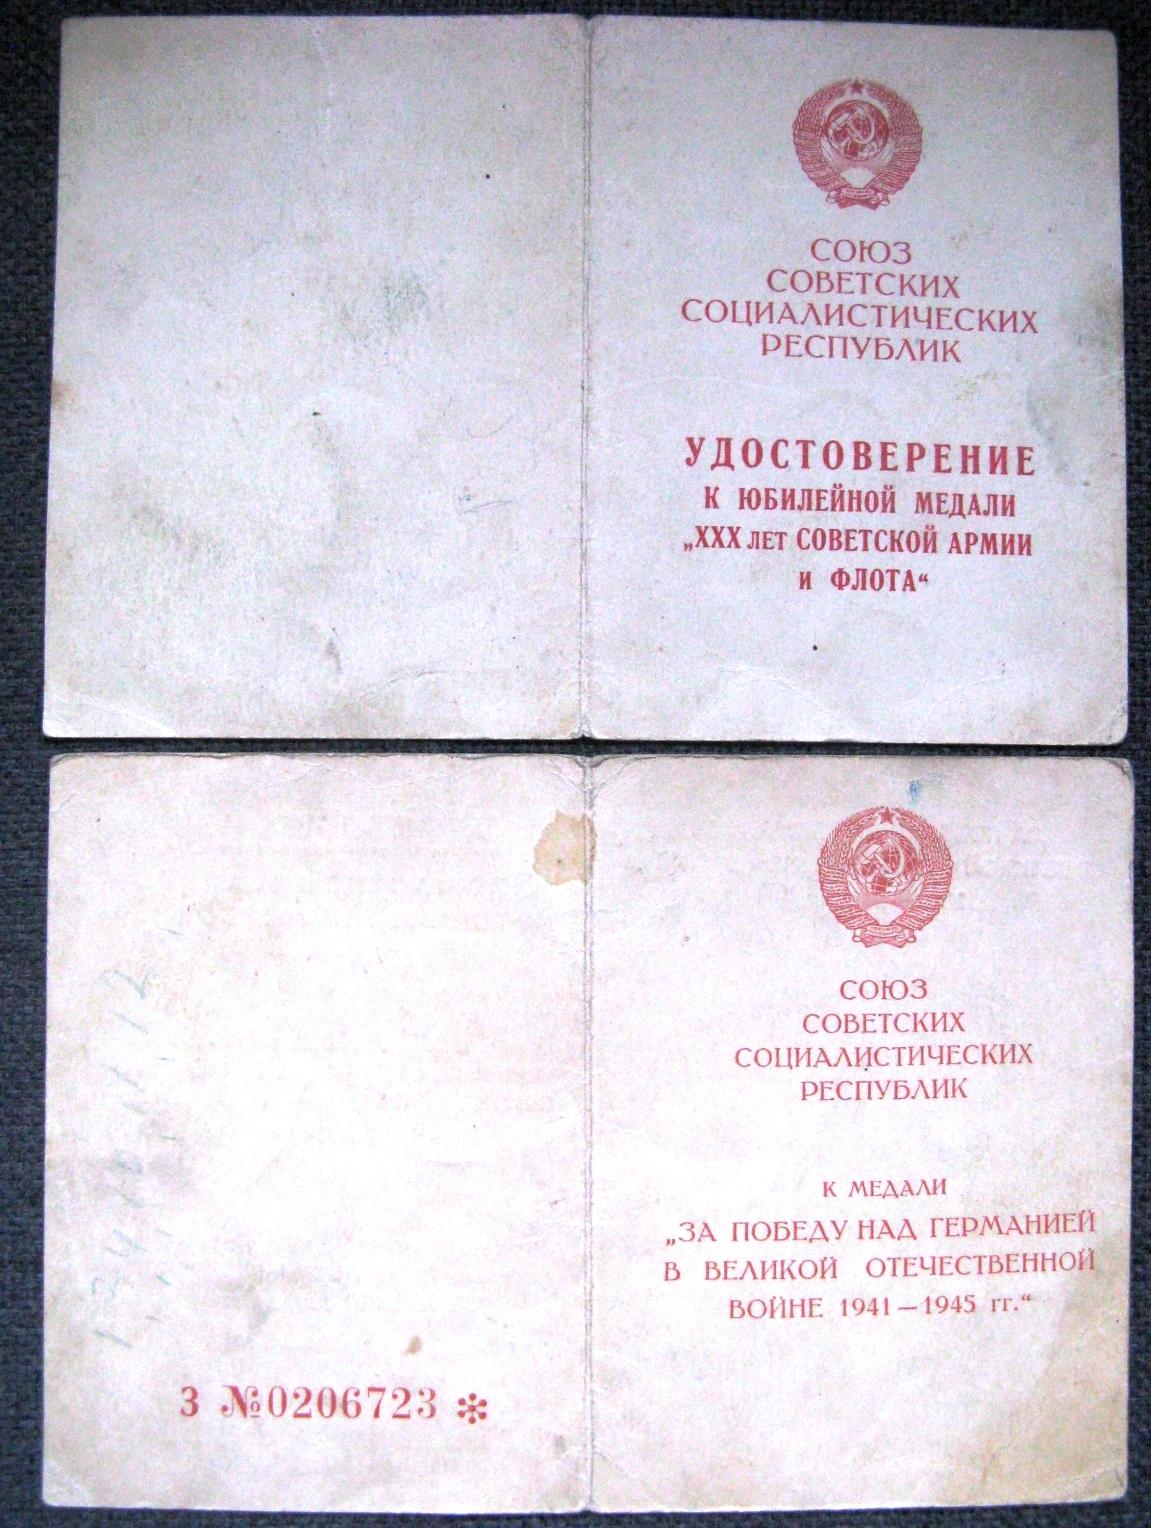 СОЮЗ
СОВЕТСКИХ
СОЦИАЛИСТИЧЕСКИХ
РЕСПУБЛИК
УДОСТОВЕРЕНИЕ
К ЮБИЛЕЙНОЙ МЕДАЛИ
„XXX ЛЕТ СОВЕТСКОЙ АРМИИ
И ФЛОТА“
СОЮЗ
СОВЕТСКИХ
СОЦИАЛИСТИЧЕСКИХ
РЕСПУБЛИК
К МЕДАЛИ
„ЗА ПОБЕДУ НАД ГЕРМАНИЕЙ
В ВЕЛИКОЙ ОТЕЧЕСТВЕННОЙ
ВОЙНЕ 1941—1945 гг.“
З №0206723 *